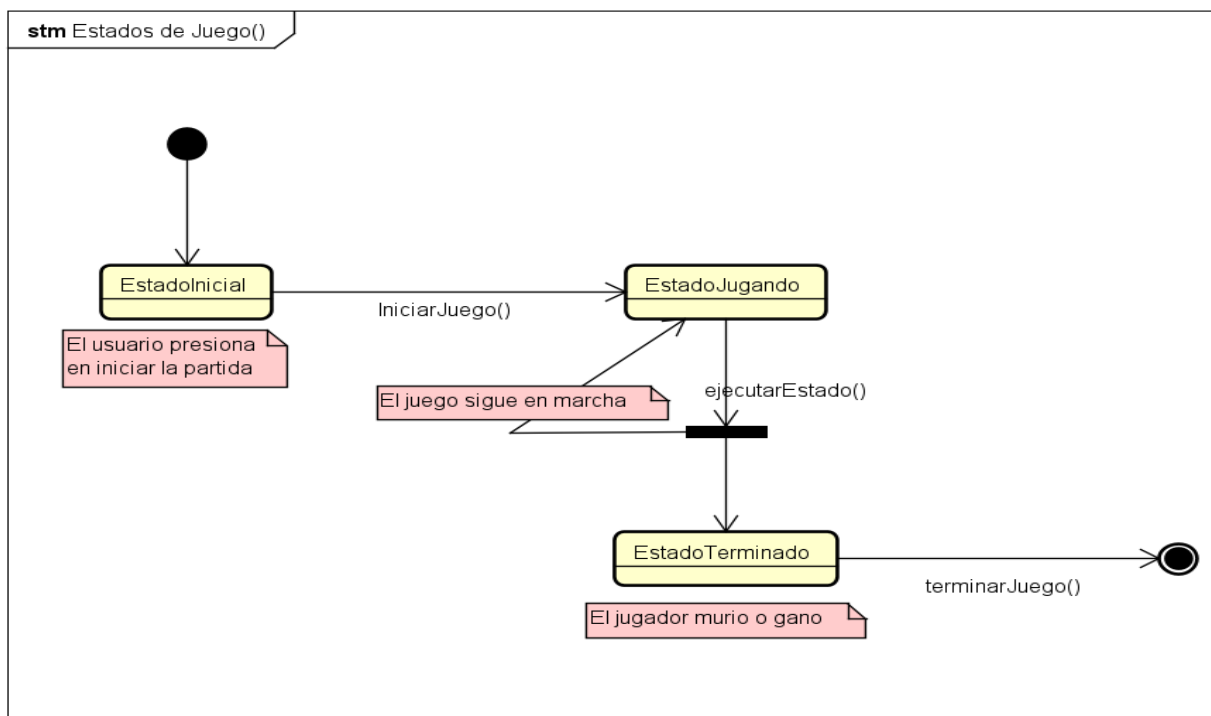 stm Estados de Juego()
EstadoInicial
EstadoJugando
IniciarJuego()
El usuario presiona
en iniciar la partida
El juego sigue en marcha
ejecutarEstado()
EstadoTerminado
terminarJuego()
El jugador murio o gano